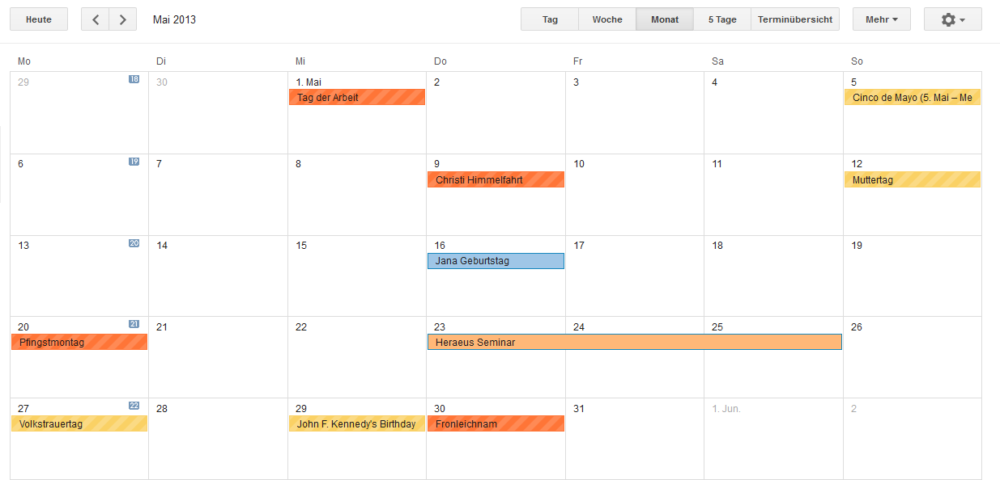 Heute Mai 2013 Tag Woche Monat 5 Tage Terminübersicht Mehr
Mo Di Mi Do Fr Sa So
29 18 30 1. Mai 2 3 4 5
Tag der Arbeit Cinco de Mayo (5. Mai – Me
6 19 7 8 9 10 11 12
Christi Himmelfahrt Muttertag
13 20 14 15 16 17 18 19
Jana Geburtstag
20 21 21 22 23 24 25 26
Pfingstmontag Heraeus Seminar
27 22 28 29 30 31 1. Jun. 2
Volkstrauertag John F. Kennedy's Birthday Fronleichnam